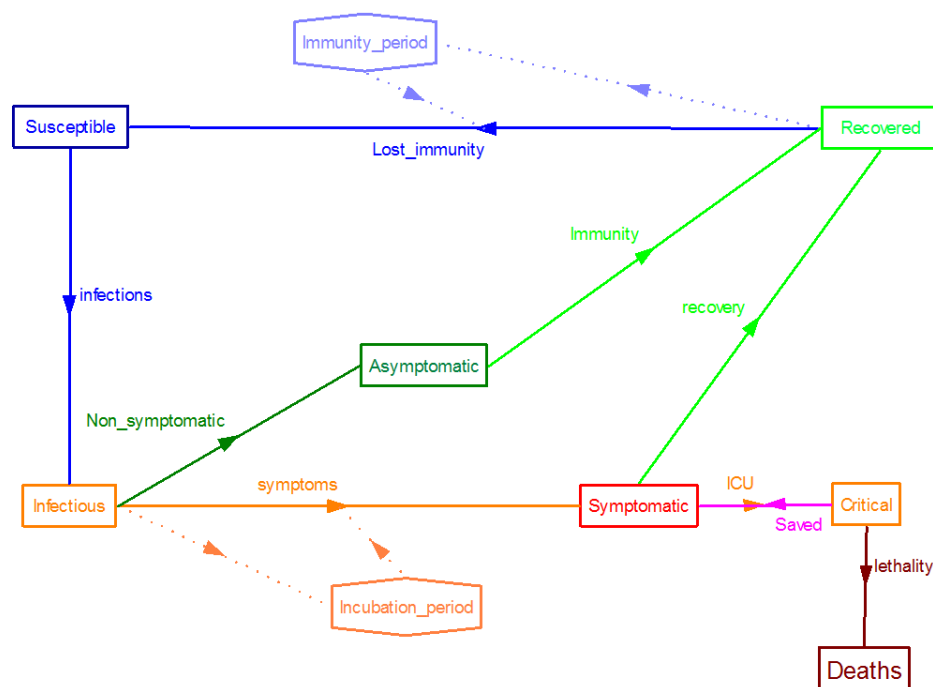 Immunity_period
Susceptible
Recovered
Lost_immunity
Immunity
infections
recovery
Asymptomatic
Non_symptomatic
symptoms
ICU
Infectious
Symptomatic
Critical
Saved
lethality
Incubation_period
Deaths